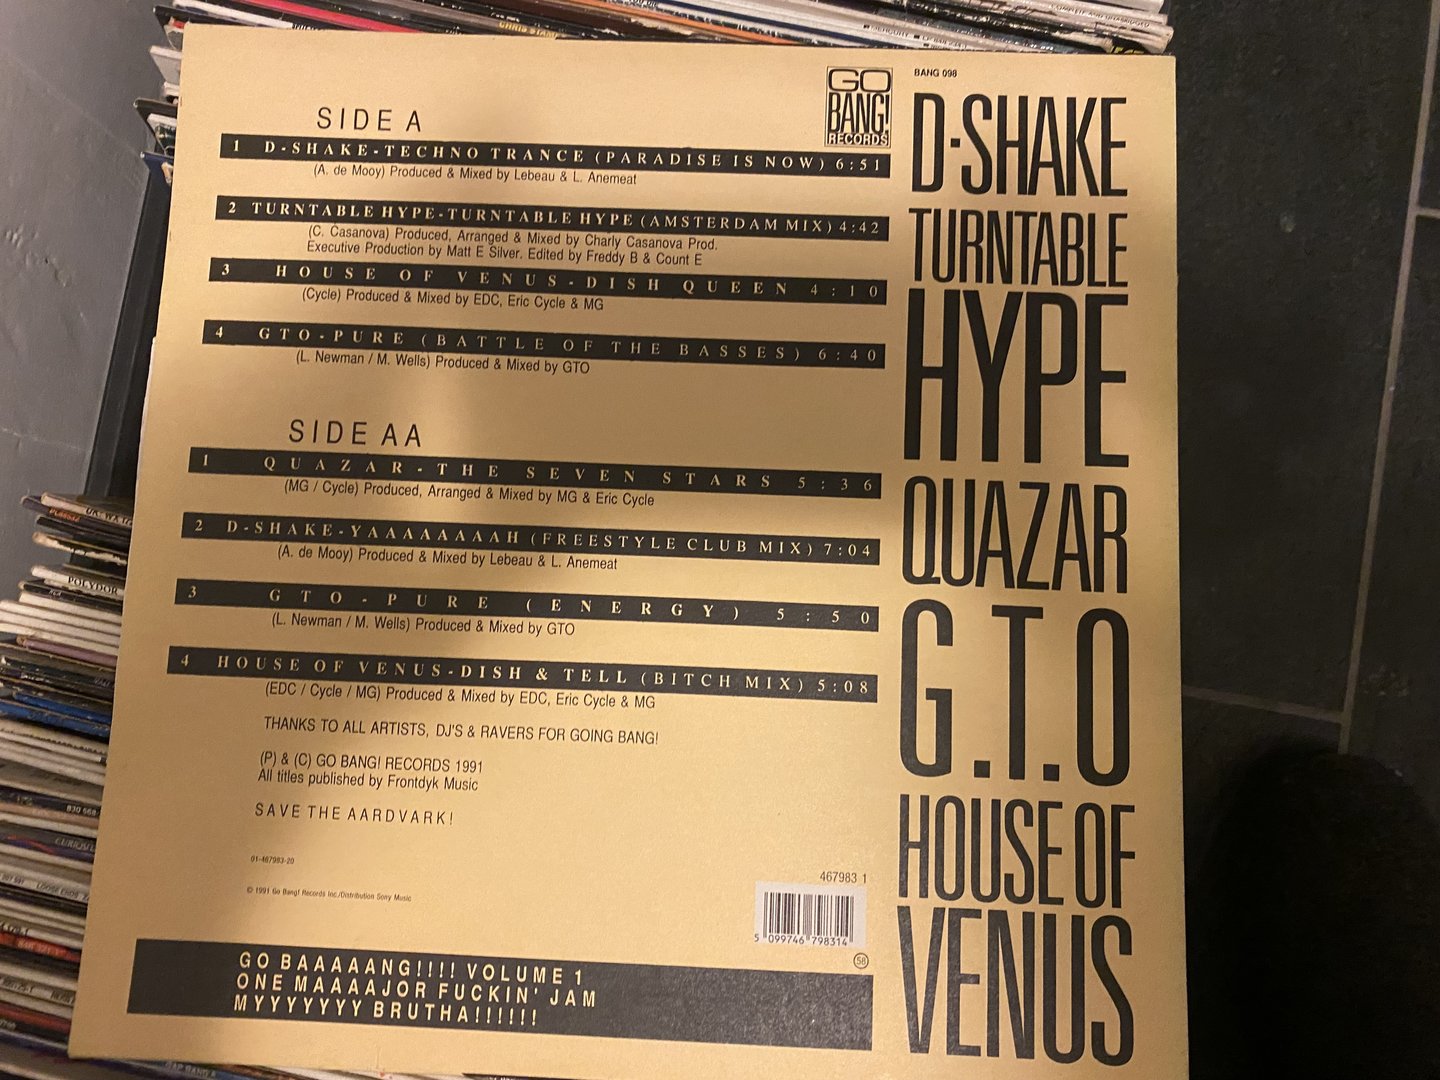 CHRIS STAN
GO
BANG!
RECORDS
BANG 098
SIDE A
1 D-SHAKE-TECHNO TRANCE (PARADISE IS NOW) 6:51
(A. de Mooy) Produced & Mixed by Lebeau & L. Anemeat
2 TURNTABLE HYPE-TURNTABLE HYPE (AMSTERDAM MIX) 4:42
(C. Casanova) Produced, Arranged & Mixed by Charly Casanova Prod.
Executive Production by Matt E Silver. Edited by Freddy B & Count E
3 HOUSE OF VENUS-DISH QUEEN 4:10
(Cycle) Produced & Mixed by EDC, Eric Cycle & MG
4 GTO-PURE (BATTLE OF THE BASSES) 6:40
(L. Newman / M. Wells) Produced & Mixed by GTO
SIDE AA
1 QUAZAR-THE SEVEN STARS 5:36
(MG / Cycle) Produced, Arranged & Mixed by MG & Eric Cycle
2 D-SHAKE-YAAAAAAAAH (FREESTYLE CLUB MIX) 7:04
(A. de Mooy) Produced & Mixed by Lebeau & L. Anemeat
3 GTO-PURE (ENERGY) 5:50
(L. Newman / M. Wells) Produced & Mixed by GTO
4 HOUSE OF VENUS-DISH & TELL (BITCH MIX) 5:08
(EDC / Cycle / MG) Produced & Mixed by EDC, Eric Cycle & MG
THANKS TO ALL ARTISTS, DJ'S & RAVERS FOR GOING BANG!
(P) & (C) GO BANG! RECORDS 1991
All titles published by Frontdyk Music
SAVE THE AARDVARK!
01-467983-20
© 1991 Go Bang! Records Inc./Distribution Sony Music
467983 1
5 099746 798314
58
GO BAAAAANG!!!! VOLUME 1
ONE MAAAAJOR FUCKIN' JAM
MYYYYYYY BRUTHA!!!!!!
D-SHAKE
TURNTABLE
HYPE
QUAZAR
G.T.O
HOUSE OF
VENUS
POLYDOR